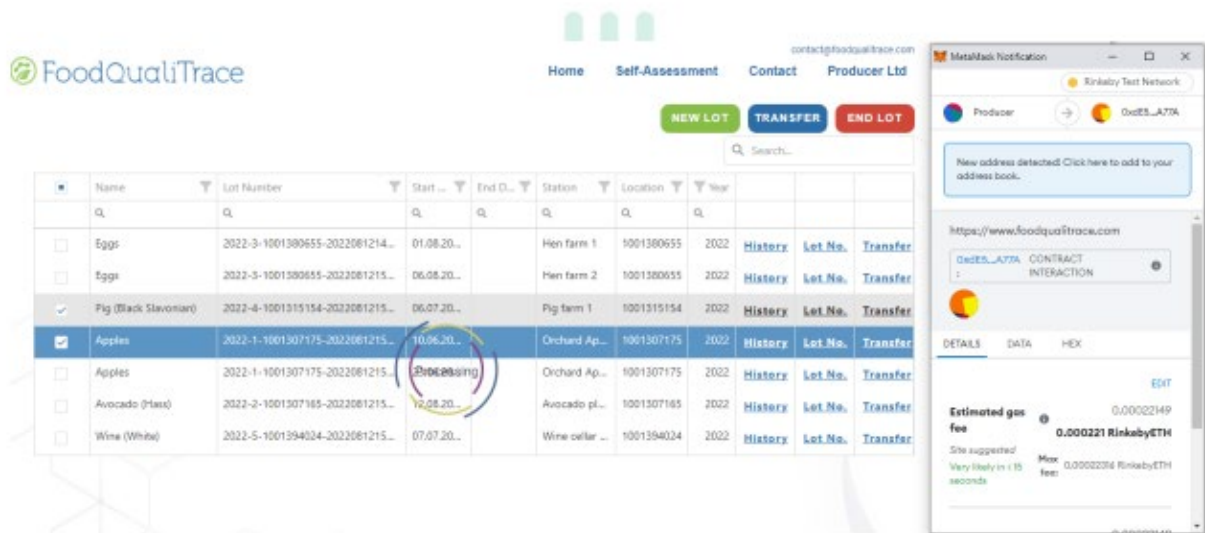 contact@foodqualitrace.com
FoodQualiTrace
Home Self-Assessment Contact Producer Ltd
NEW LOT TRANSFER END LOT
Search...
Name Lot Number Start ... End D... Station Location Year
Eggs 2022-3-1001380655-2022081214... 01.08.20... Hen farm 1 1001380655 2022 History Lot No. Transfer
Eggs 2022-3-1001380655-2022081215... 06.08.20... Hen farm 2 1001380655 2022 History Lot No. Transfer
Pig (Black Slavonian) 2022-4-1001315154-2022081215... 06.07.20... Pig farm 1 1001315154 2022 History Lot No. Transfer
Apples 2022-1-1001307175-2022081215... 10.06.20... Orchard Ap... 1001307175 2022 History Lot No. Transfer
Apples 2022-1-1001307175-2022081215... Processing Orchard Ap... 1001307175 2022 History Lot No. Transfer
Avocado (Hass) 2022-2-1001307165-2022081215... 12.08.20... Avocado pl... 1001307165 2022 History Lot No. Transfer
Wine (White) 2022-5-1001394024-2022081215... 07.07.20... Wine cellar ... 1001394024 2022 History Lot No. Transfer
MetaMask Notification
Rinkeby Test Network
Producer 0xdE5...A77A
New address detected! Click here to add to your
address book.
https://www.foodqualitrace.com
0xdE5...A77A CONTRACT
: INTERACTION
DETAILS DATA HEX
EDIT
Estimated gas 0.00022149
fee 0.000221 RinkebyETH
Site suggested
Very likely in < 15 Max 0.00022316 RinkebyETH
seconds fee: